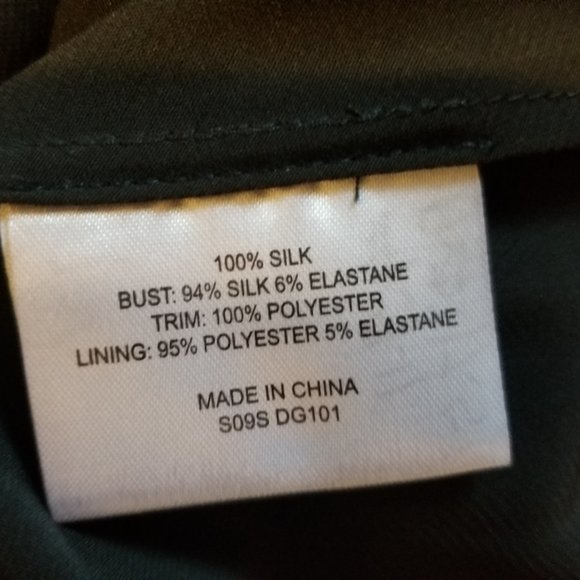 100% SILK
BUST: 94% SILK 6% ELASTANE
TRIM: 100% POLYESTER
LINING: 95% POLYESTER 5% ELASTANE
MADE IN CHINA
S09S DG101